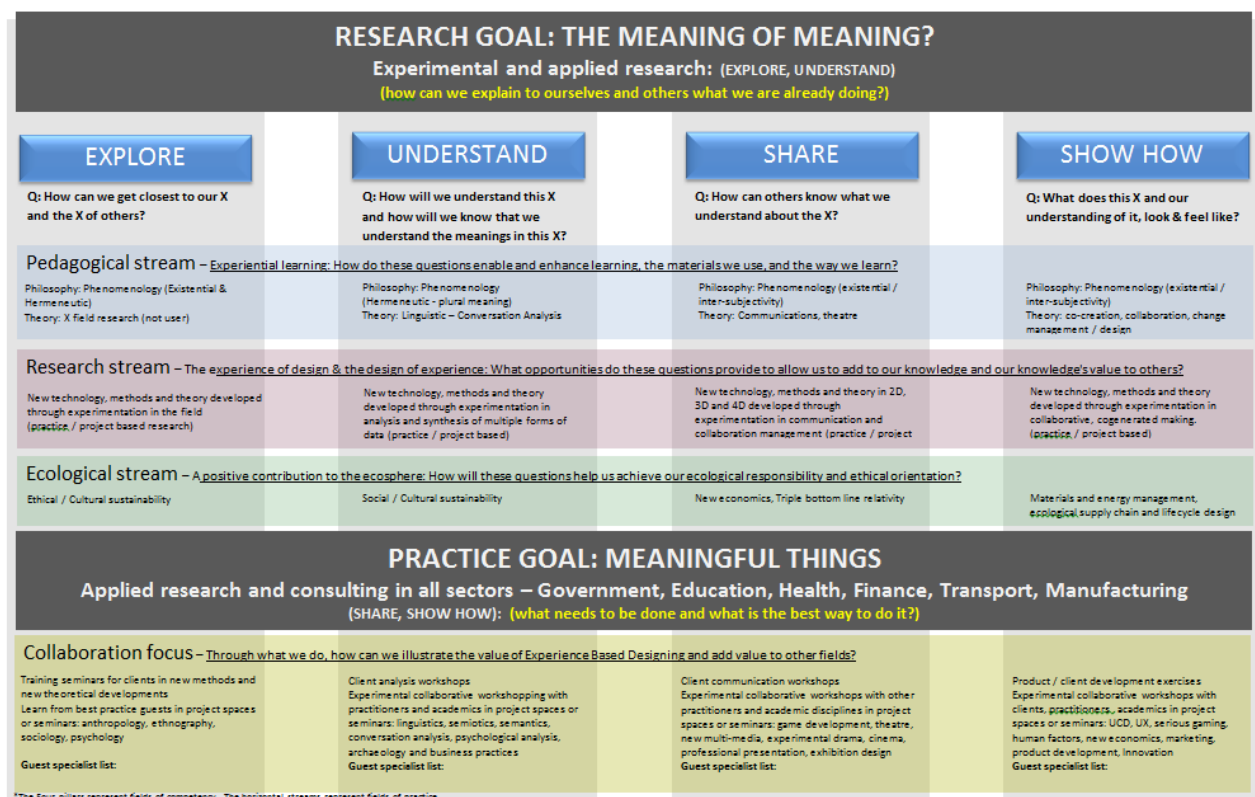 RESEARCH GOAL: THE MEANING OF MEANING?
Experimental and applied research: (EXPLORE, UNDERSTAND)
(how can we explain to ourselves and others what we are already doing?)
EXPLORE
Q: How can we get closest to our X
and the X of others?
UNDERSTAND
Q: How will we understand this X
and how will we know that we
understand the meanings in this X?
SHARE
Q: How can others know what we
understand about the X?
SHOW HOW
Q: What does this X and our
understanding of it, look & feel like?
Pedagogical stream – Experiential learning: How do these questions enable and enhance learning, the materials we use, and the way we learn?
Philosophy: Phenomenology (Existential &
Hermeneutic)
Theory: X field research (not user)
Philosophy: Phenomenology
(Hermeneutic - plural meaning)
Theory: Linguistic – Conversation Analysis
Philosophy: Phenomenology (existential /
inter-subjectivity)
Theory: Communications, theatre
Philosophy: Phenomenology (existential /
inter-subjectivity)
Theory: co-creation, collaboration, change
management / design
Research stream – The experience of design & the design of experience: What opportunities do these questions provide to allow us to add to our knowledge and our knowledge's value to others?
New technology, methods and theory developed
through experimentation in the field
(practice / project based research)
New technology, methods and theory
developed through experimentation in
analysis and synthesis of multiple forms of
data (practice / project based)
New technology, methods and theory in 2D,
3D and 4D developed through
experimentation in communication and
collaboration management (practice / project
New technology, methods and theory
developed through experimentation in
collaborative, cogenerated making.
(practice / project based)
Ecological stream – A positive contribution to the ecosphere: How will these questions help us achieve our ecological responsibility and ethical orientation?
Ethical / Cultural sustainability
Social / Cultural sustainability
New economics, Triple bottom line relativity
Materials and energy management,
ecological supply chain and lifecycle design
PRACTICE GOAL: MEANINGFUL THINGS
Applied research and consulting in all sectors – Government, Education, Health, Finance, Transport, Manufacturing
(SHARE, SHOW HOW): (what needs to be done and what is the best way to do it?)
Collaboration focus – Through what we do, how can we illustrate the value of Experience Based Designing and add value to other fields?
Training seminars for clients in new methods and
new theoretical developments
Learn from best practice guests in project spaces
or seminars: anthropology, ethnography,
sociology, psychology
Guest specialist list:
Client analysis workshops
Experimental collaborative workshopping with
practitioners and academics in project spaces or
seminars: linguistics, semiotics, semantics,
conversation analysis, psychological analysis,
archaeology and business practices
Guest specialist list:
Client communication workshops
Experimental collaborative workshops with other
practitioners and academic disciplines in project
spaces or seminars: game development, theatre,
new multi-media, experimental drama, cinema,
professional presentation, exhibition design
Guest specialist list:
Product / client development exercises
Experimental collaborative workshops with
clients, practitioners, academics in project
spaces or seminars: UCD, UX, serious gaming,
human factors, new economics, marketing,
product development, Innovation
Guest specialist list:
*The Four pillars represent fields of competency. The horizontal streams represent fields of practice